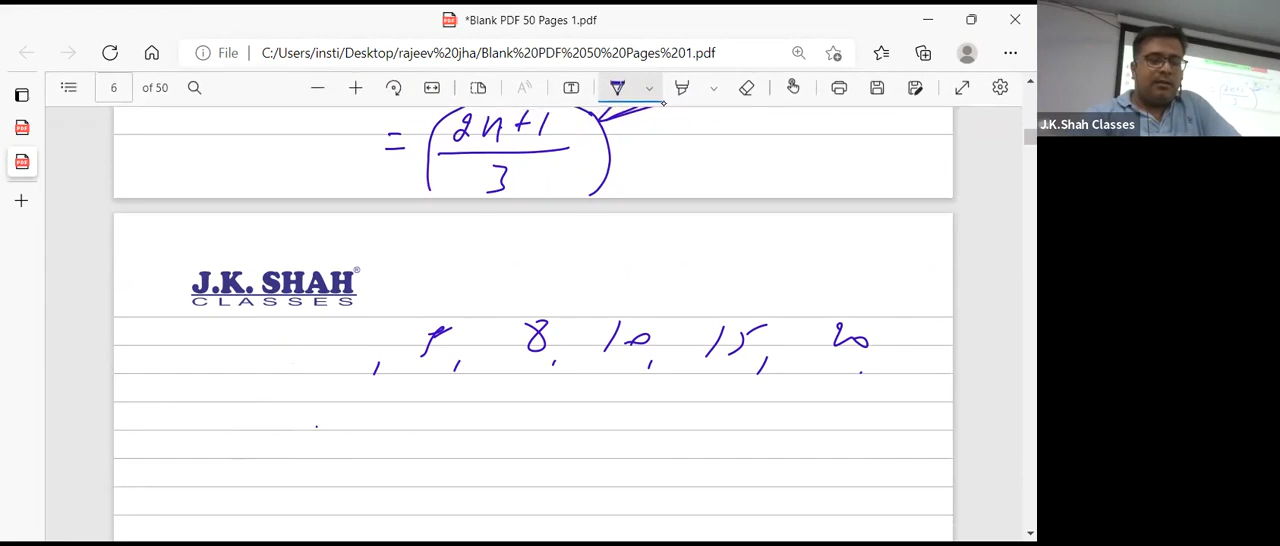 *Blank PDF 50 Pages 1.pdf
File C:/Users/insti/Desktop/rajeev%20jha/Blank%20PDF%2050%20Pages%201.pdf
6 of 50
J.K.Shah Classes
= (2n+1
3)
J.K. SHAH®
CLASSES
, 5, 8, 10, 15, 20